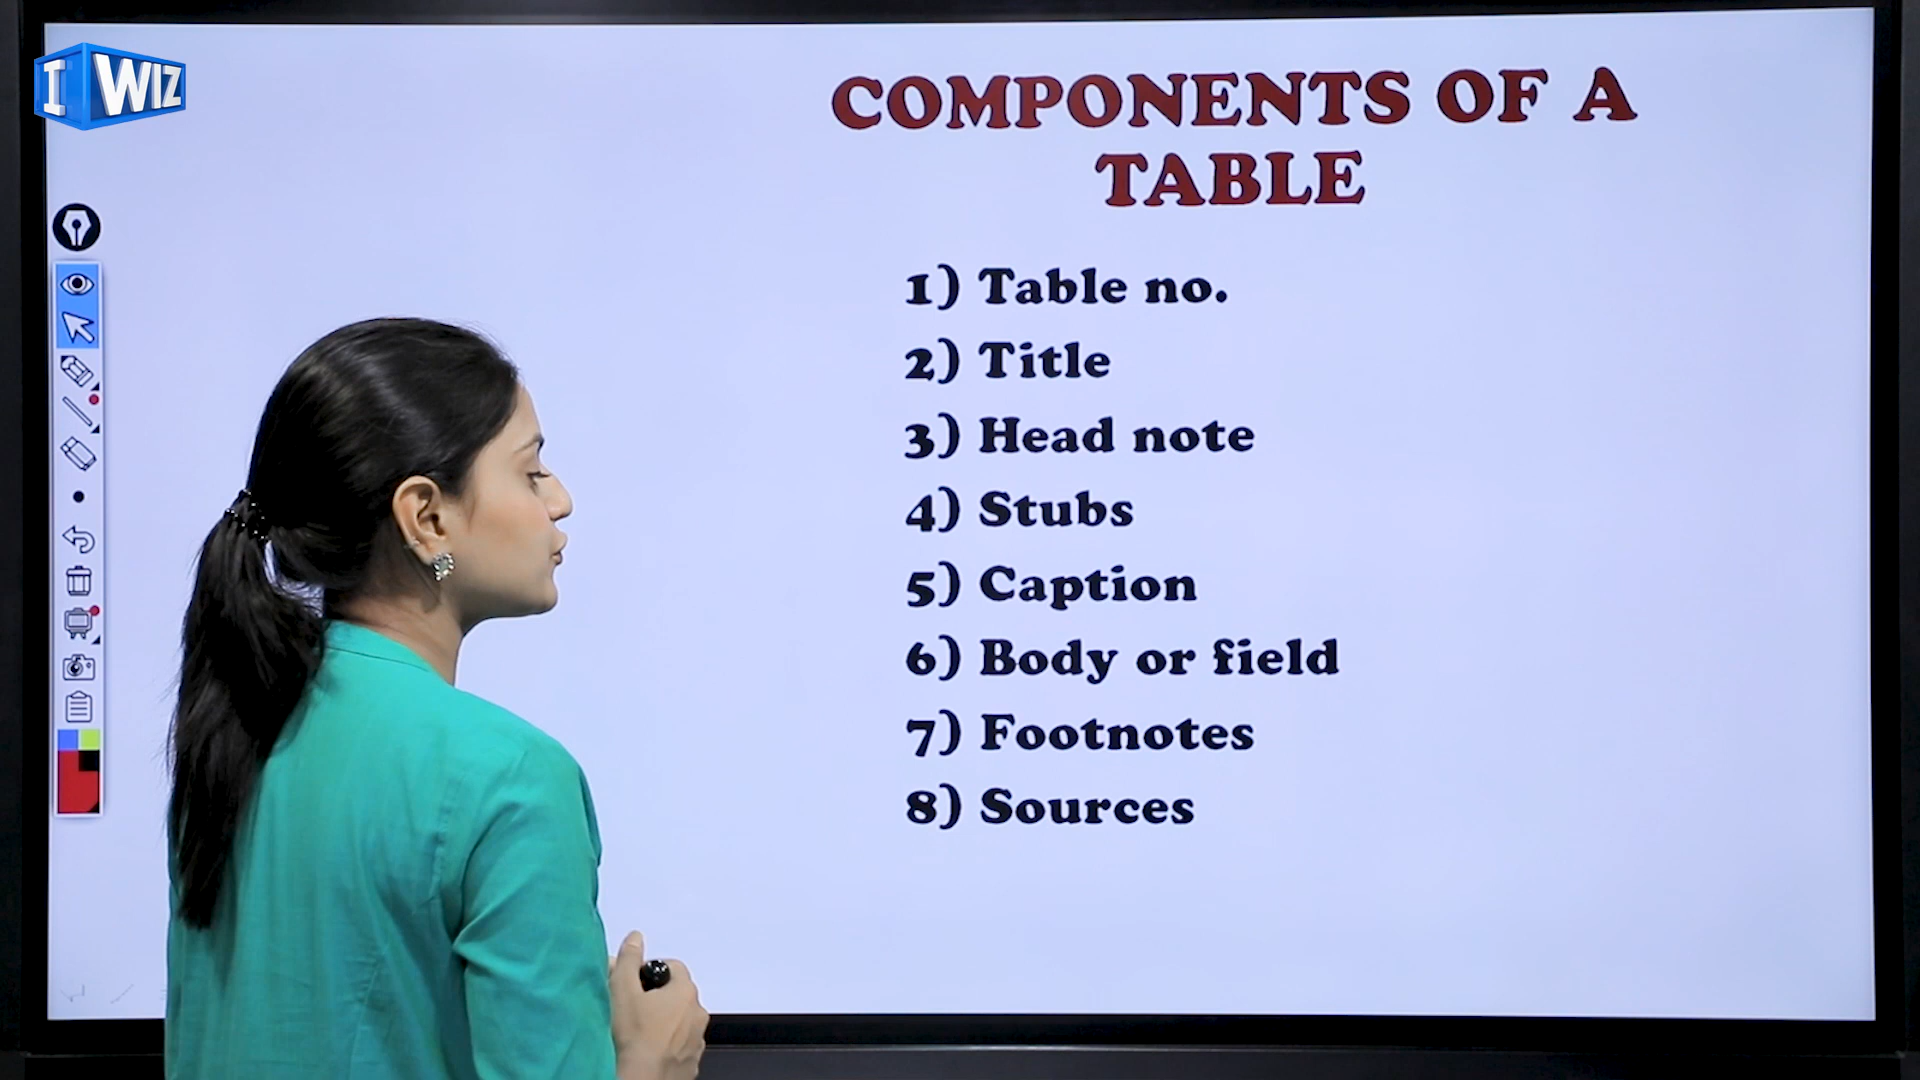 I WIZ
COMPONENTS OF A
TABLE
1) Table no.
2) Title
3) Head note
4) Stubs
5) Caption
6) Body or field
7) Footnotes
8) Sources